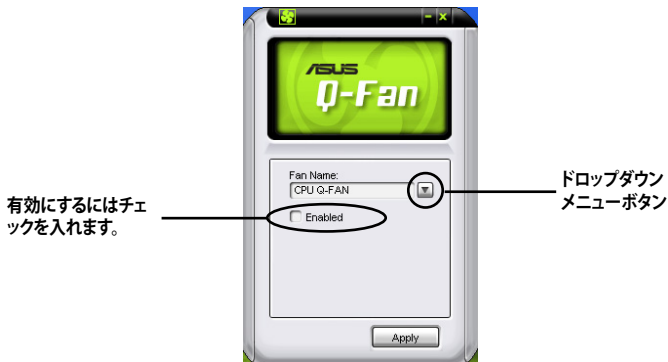 ASUS
Q-Fan
Fan Name:
CPU Q-FAN
Enabled
Apply
有効にするにはチェ
ックを入れます。
ドロップダウン
メニューボタン